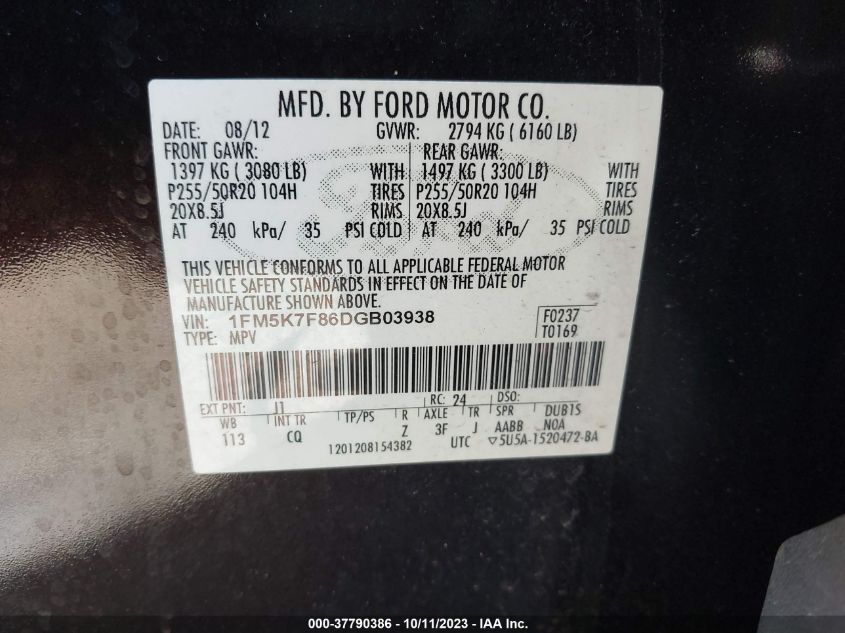 MFD. BY FORD MOTOR CO.
DATE: 08/12 GVWR: 2794 KG ( 6160 LB)
FRONT GAWR: REAR GAWR:
1397 KG ( 3080 LB) WITH 1497 KG ( 3300 LB) WITH
P255/50R20 104H TIRES P255/50R20 104H TIRES
20X8.5J RIMS 20X8.5J RIMS
AT 240 kPa/ 35 PSI COLD AT 240 kPa/ 35 PSI COLD
THIS VEHICLE CONFORMS TO ALL APPLICABLE FEDERAL MOTOR
VEHICLE SAFETY STANDARDS IN EFFECT ON THE DATE OF
MANUFACTURE SHOWN ABOVE.
VIN: 1FM5K7F86DGB03938 F0237
TYPE: MPV T0169
EXT PNT: J1 RC: 24 DSO:
WB INT TR TP/PS R AXLE TR SPR DUB1S
113 CQ Z 3F J AABB NOA
1201208154382 UTC ▽5U5A-1520472-BA
000-37790386 - 10/11/2023 - IAA Inc.